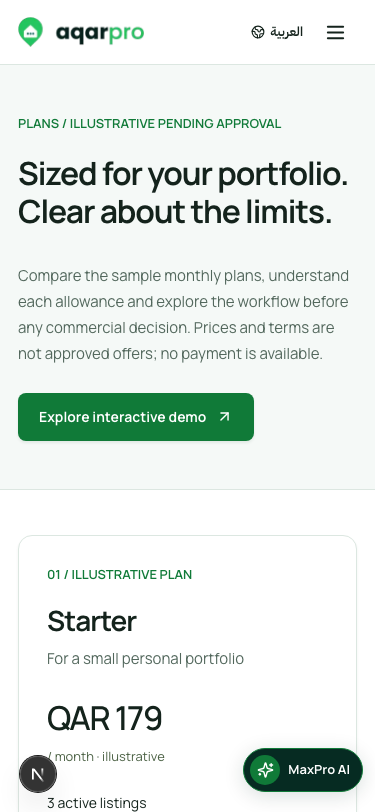 aqarpro
العربية
PLANS / ILLUSTRATIVE PENDING APPROVAL
Sized for your portfolio.
Clear about the limits.
Compare the sample monthly plans, understand
each allowance and explore the workflow before
any commercial decision. Prices and terms are
not approved offers; no payment is available.
Explore interactive demo
01 / ILLUSTRATIVE PLAN
Starter
For a small personal portfolio
QAR 179
/ month · illustrative
N
MaxPro AI
3 active listings